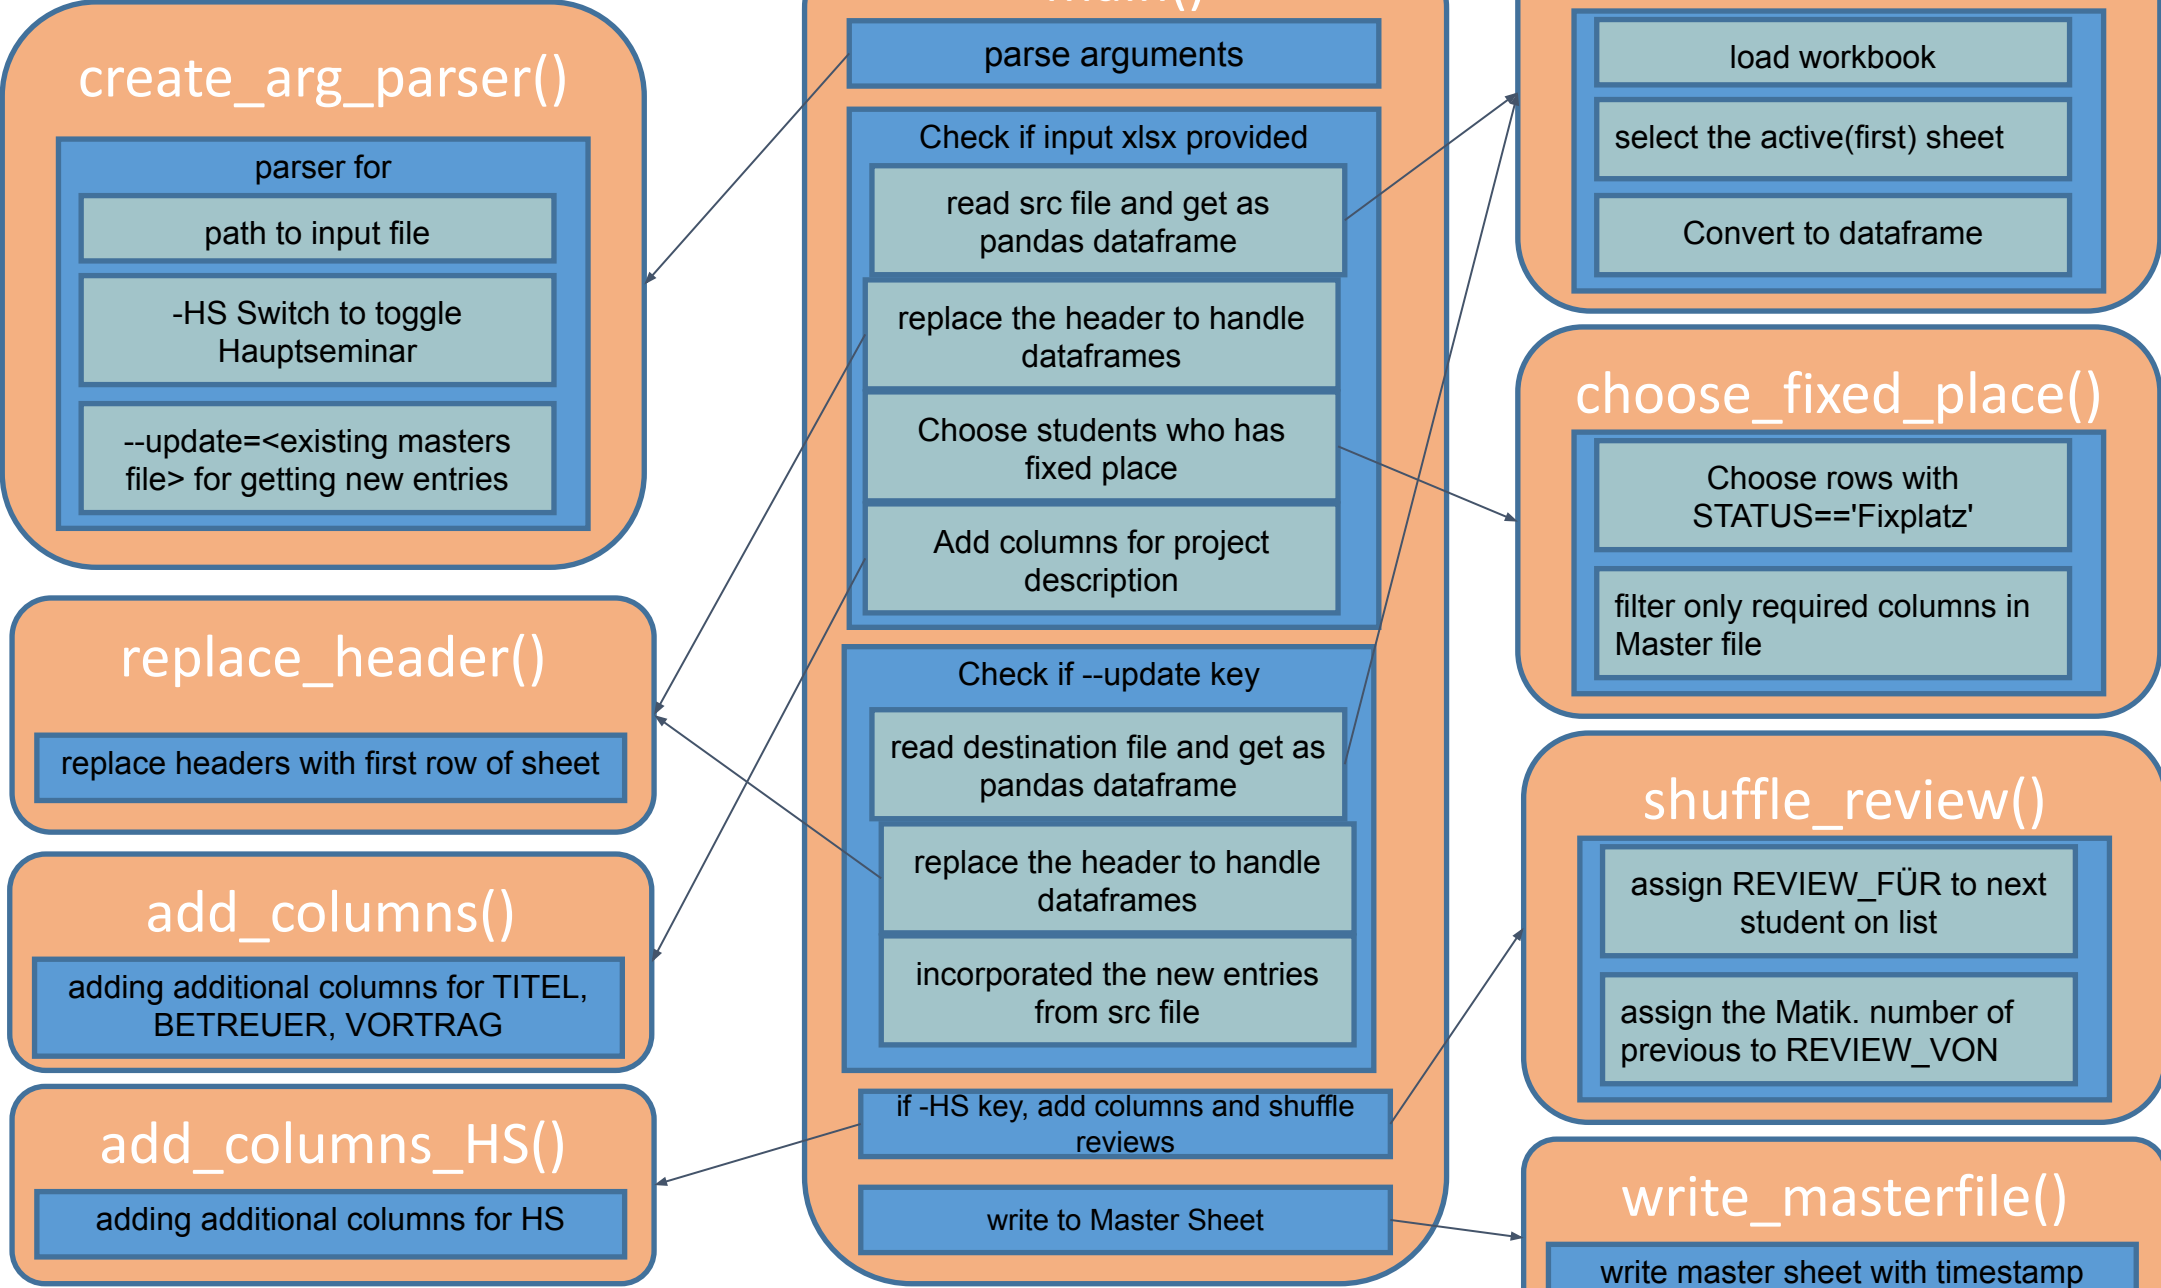 create_arg_parser()
parser for
path to input file
-HS Switch to toggle
Hauptseminar
--update=<existing masters
file> for getting new entries
replace_header()
replace headers with first row of sheet
add_columns()
adding additional columns for TITEL,
BETREUER, VORTRAG
add_columns_HS()
adding additional columns for HS
main()
parse arguments
Check if input xlsx provided
read src file and get as
pandas dataframe
replace the header to handle
dataframes
Choose students who has
fixed place
Add columns for project
description
Check if --update key
read destination file and get as
pandas dataframe
replace the header to handle
dataframes
incorporated the new entries
from src file
if -HS key, add columns and shuffle
reviews
write to Master Sheet
load workbook
select the active(first) sheet
Convert to dataframe
choose_fixed_place()
Choose rows with
STATUS=='Fixplatz'
filter only required columns in
Master file
shuffle_review()
assign REVIEW_FÜR to next
student on list
assign the Matik. number of
previous to REVIEW_VON
write_masterfile()
write master sheet with timestamp